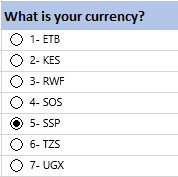 What is your currency?
1- ETB
2- KES
3- RWF
4- SOS
5- SSP
6- TZS
7- UGX